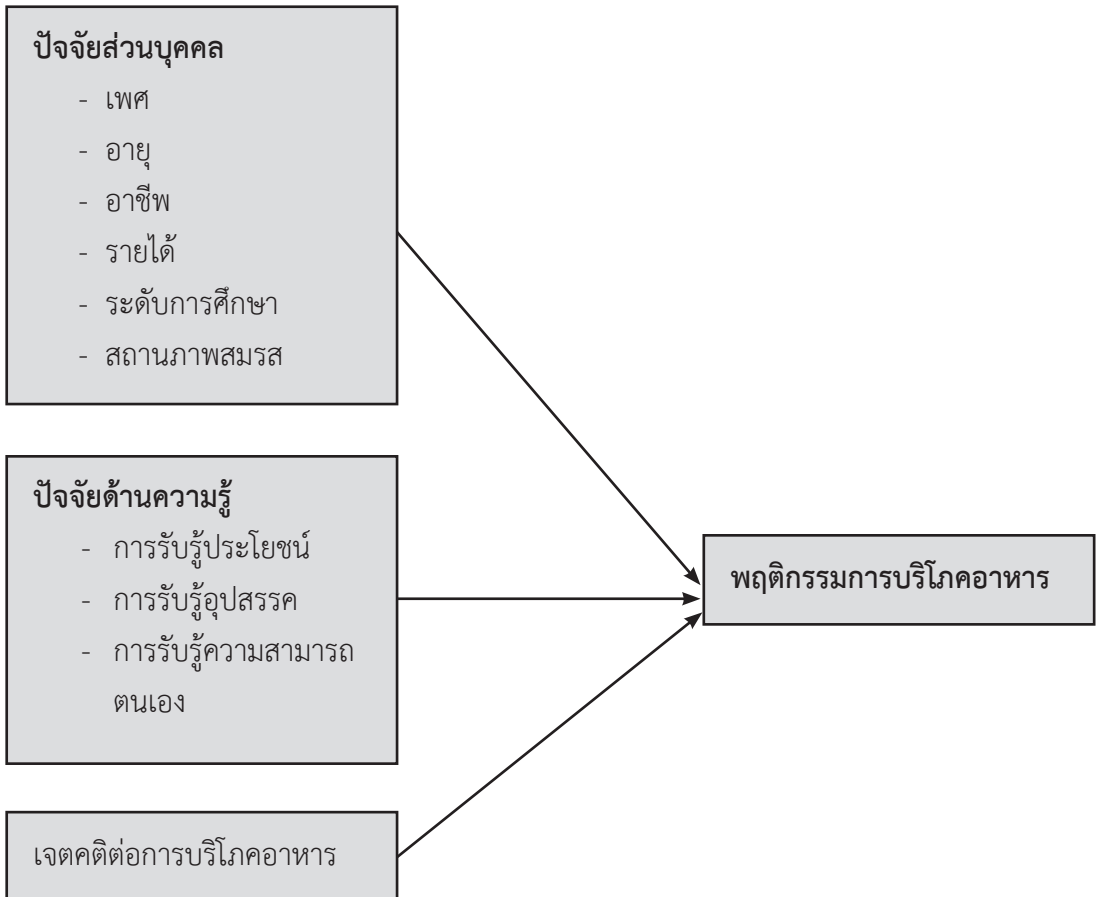 ปัจจัยส่วนบุคคล
- เพศ
- อายุ
- อาชีพ
- รายได้
- ระดับการศึกษา
- สถานภาพสมรส
ปัจจัยด้านความรู้
- การรับรู้ประโยชน์
- การรับรู้อุปสรรค
- การรับรู้ความสามารถ
ตนเอง
เจตคติต่อการบริโภคอาหาร
พฤติกรรมการบริโภคอาหาร